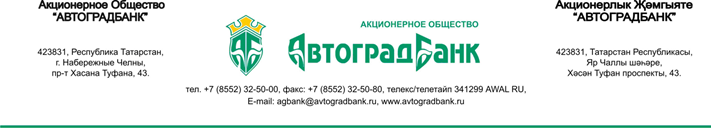 Акционерное Общество
“АВТОГРАДБАНК”
423831, Республика Татарстан,
г. Набережные Челны,
пр-т Хасана Туфана, 43.
АБ
АКЦИОНЕРНОЕ ОБЩЕСТВО
АВТОГРАДБАНК
тел. +7 (8552) 32-50-00, факс: +7 (8552) 32-50-80, телекс/телетайп 341299 AWAL RU,
E-mail: agbank@avtogradbank.ru, www.avtogradbank.ru
Акционерлык Җәмгыяте
“АВТОГРАДБАНК”
423831, Татарстан Республикасы,
Яр Чаллы шәһәре,
Хәсән Туфан проспекты, 43.